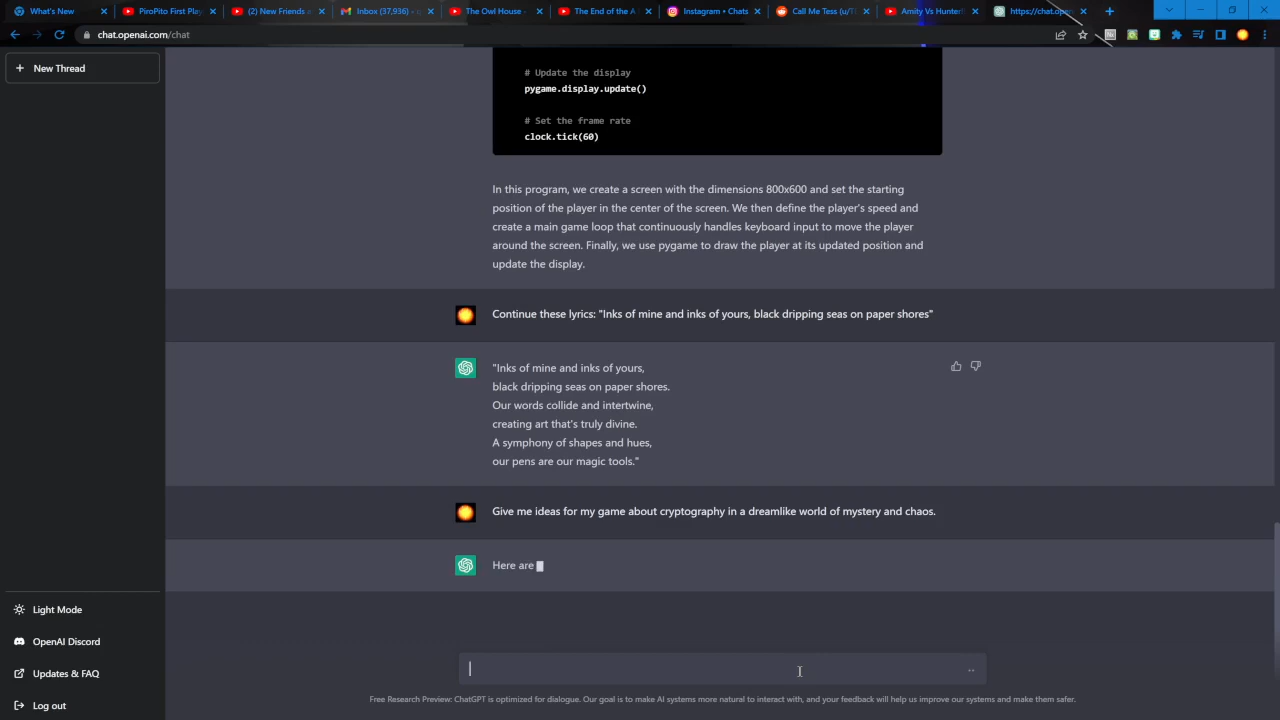 What's New
PiroPito First Play
(2) New Friends a
Inbox (37,936) -
The Owl House -
The End of the A
Instagram • Chats
Call Me Tess (u/T
Amity Vs Hunter
https://chat.open
chat.openai.com/chat
New Thread
# Update the display
pygame.display.update()
# Set the frame rate
clock.tick(60)
In this program, we create a screen with the dimensions 800x600 and set the starting
position of the player in the center of the screen. We then define the player's speed and
create a main game loop that continuously handles keyboard input to move the player
around the screen. Finally, we use pygame to draw the player at its updated position and
update the display.
Continue these lyrics: "Inks of mine and inks of yours, black dripping seas on paper shores"
"Inks of mine and inks of yours,
black dripping seas on paper shores.
Our words collide and intertwine,
creating art that's truly divine.
A symphony of shapes and hues,
our pens are our magic tools."
Give me ideas for my game about cryptography in a dreamlike world of mystery and chaos.
Here are
Light Mode
OpenAI Discord
Updates & FAQ
Log out
Free Research Preview: ChatGPT is optimized for dialogue. Our goal is to make AI systems more natural to interact with, and your feedback will help us improve our systems and make them safer.